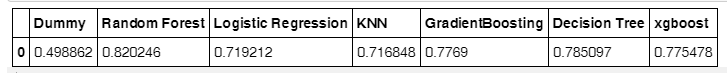 Dummy Random Forest Logistic Regression KNN GradientBoosting Decision Tree xgboost
0 0.498862 0.820246 0.719212 0.716848 0.7769 0.785097 0.775478